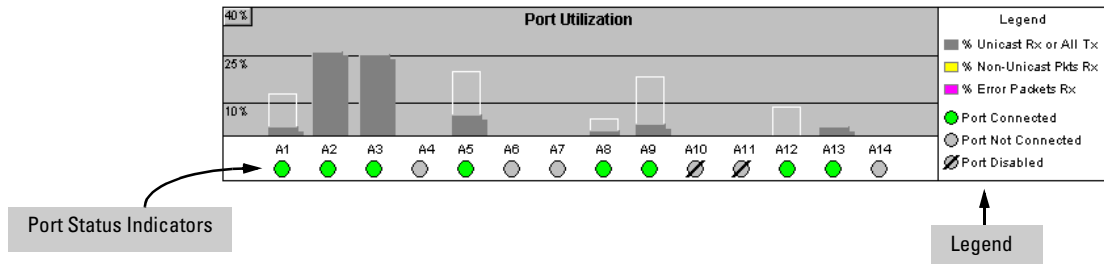 40 %
Port Utilization
25 %
10 %
A1 A2 A3 A4 A5 A6 A7 A8 A9 A10 A11 A12 A13 A14
Legend
% Unicast Rx or All Tx
% Non-Unicast Pkts Rx
% Error Packets Rx
Port Connected
Port Not Connected
Port Disabled
Port Status Indicators
Legend